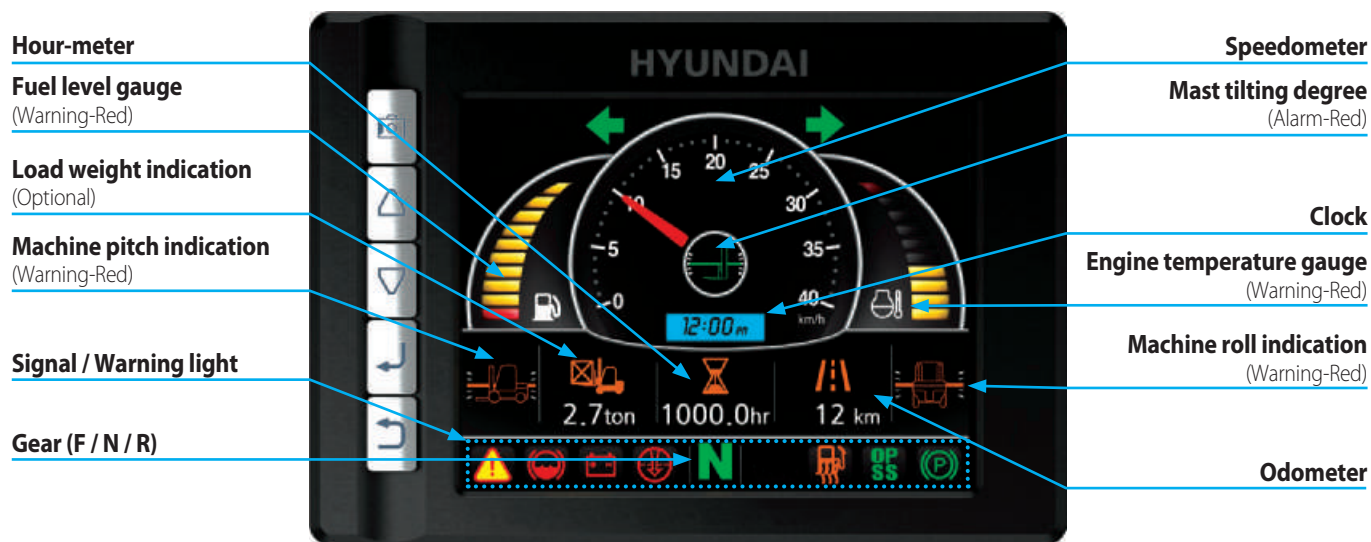 Hour-meter
Fuel level gauge
(Warning-Red)
Load weight indication
(Optional)
Machine pitch indication
(Warning-Red)
Signal / Warning light
Gear (F / N / R)
HYUNDAI
0
5
10
15
20
25
30
35
40
km/h
12:00
2.7ton
1000.0hr
12 km
N
OP
SS
P
Speedometer
Mast tilting degree
(Alarm-Red)
Clock
Engine temperature gauge
(Warning-Red)
Machine roll indication
(Warning-Red)
Odometer